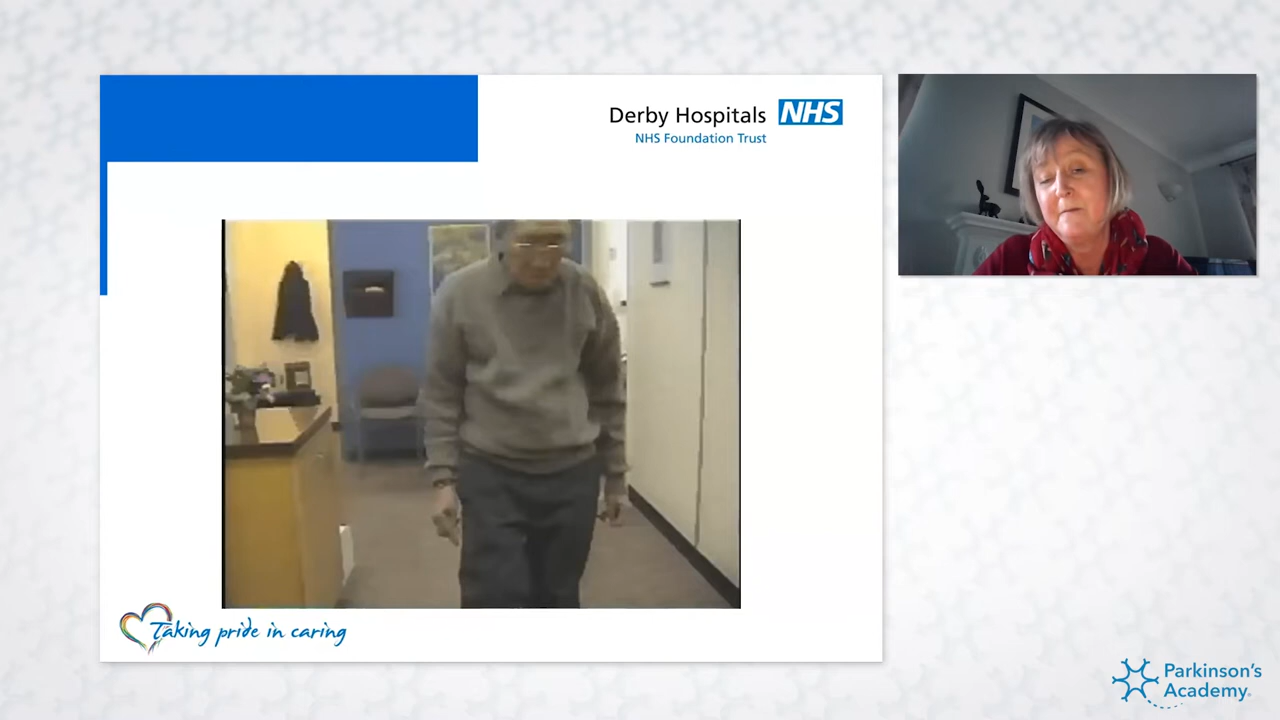 Derby Hospitals NHS
NHS Foundation Trust
Taking pride in caring
Parkinson's
Academy